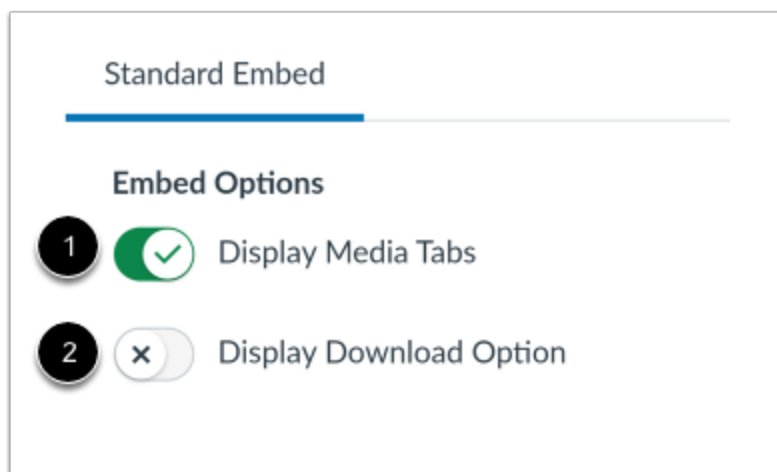 Standard Embed
Embed Options
1 Display Media Tabs
2 Display Download Option